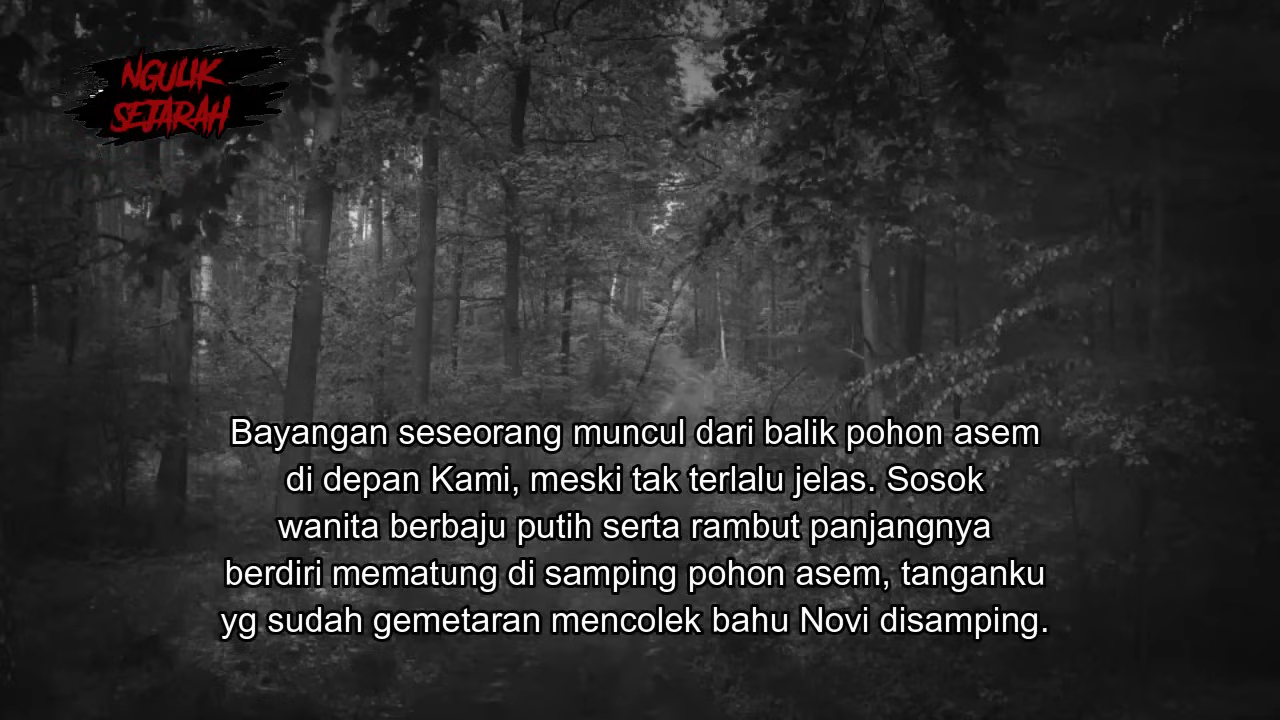 NGULIK
SEJARAH
Bayangan seseorang muncul dari balik pohon asem
di depan Kami, meski tak terlalu jelas. Sosok
wanita berbaju putih serta rambut panjangnya
berdiri mematung di samping pohon asem, tanganku
yg sudah gemetaran mencolek bahu Novi disamping.